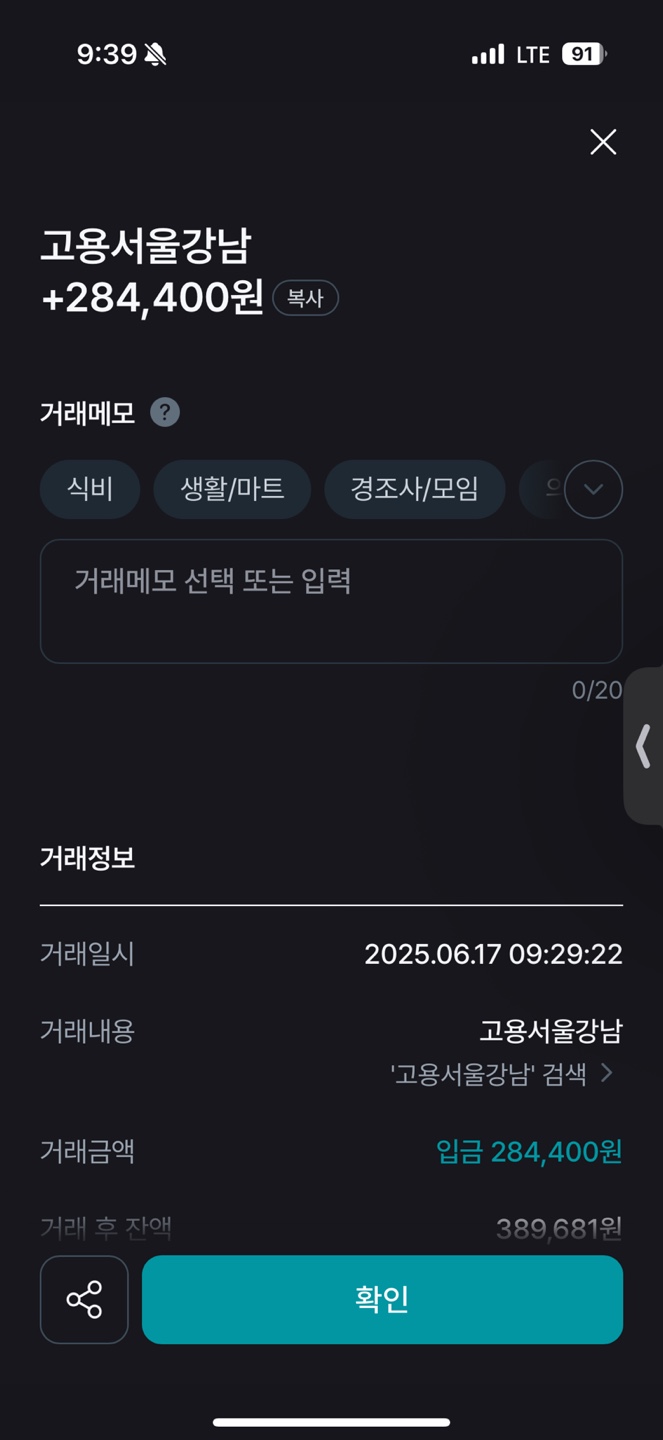 9:39 LTE 91
고용서울강남
+284,400원 복사
거래메모 ?
식비 생활/마트 경조사/모임
거래메모 선택 또는 입력
0/20
거래정보
거래일시 2025.06.17 09:29:22
거래내용 고용서울강남
'고용서울강남' 검색 >
거래금액 입금 284,400원
거래 후 잔액 389,681원
확인